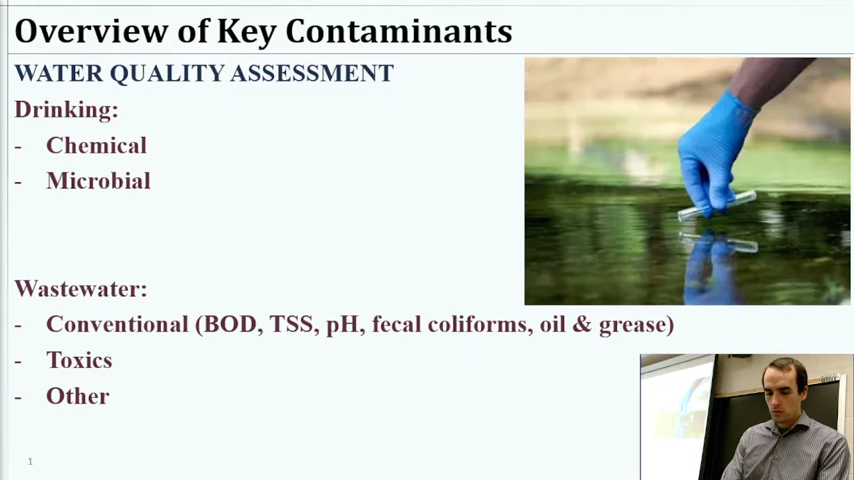 Overview of Key Contaminants
WATER QUALITY ASSESSMENT
Drinking:
- Chemical
- Microbial
Wastewater:
- Conventional (BOD, TSS, pH, fecal coliforms, oil & grease)
- Toxics
- Other
1